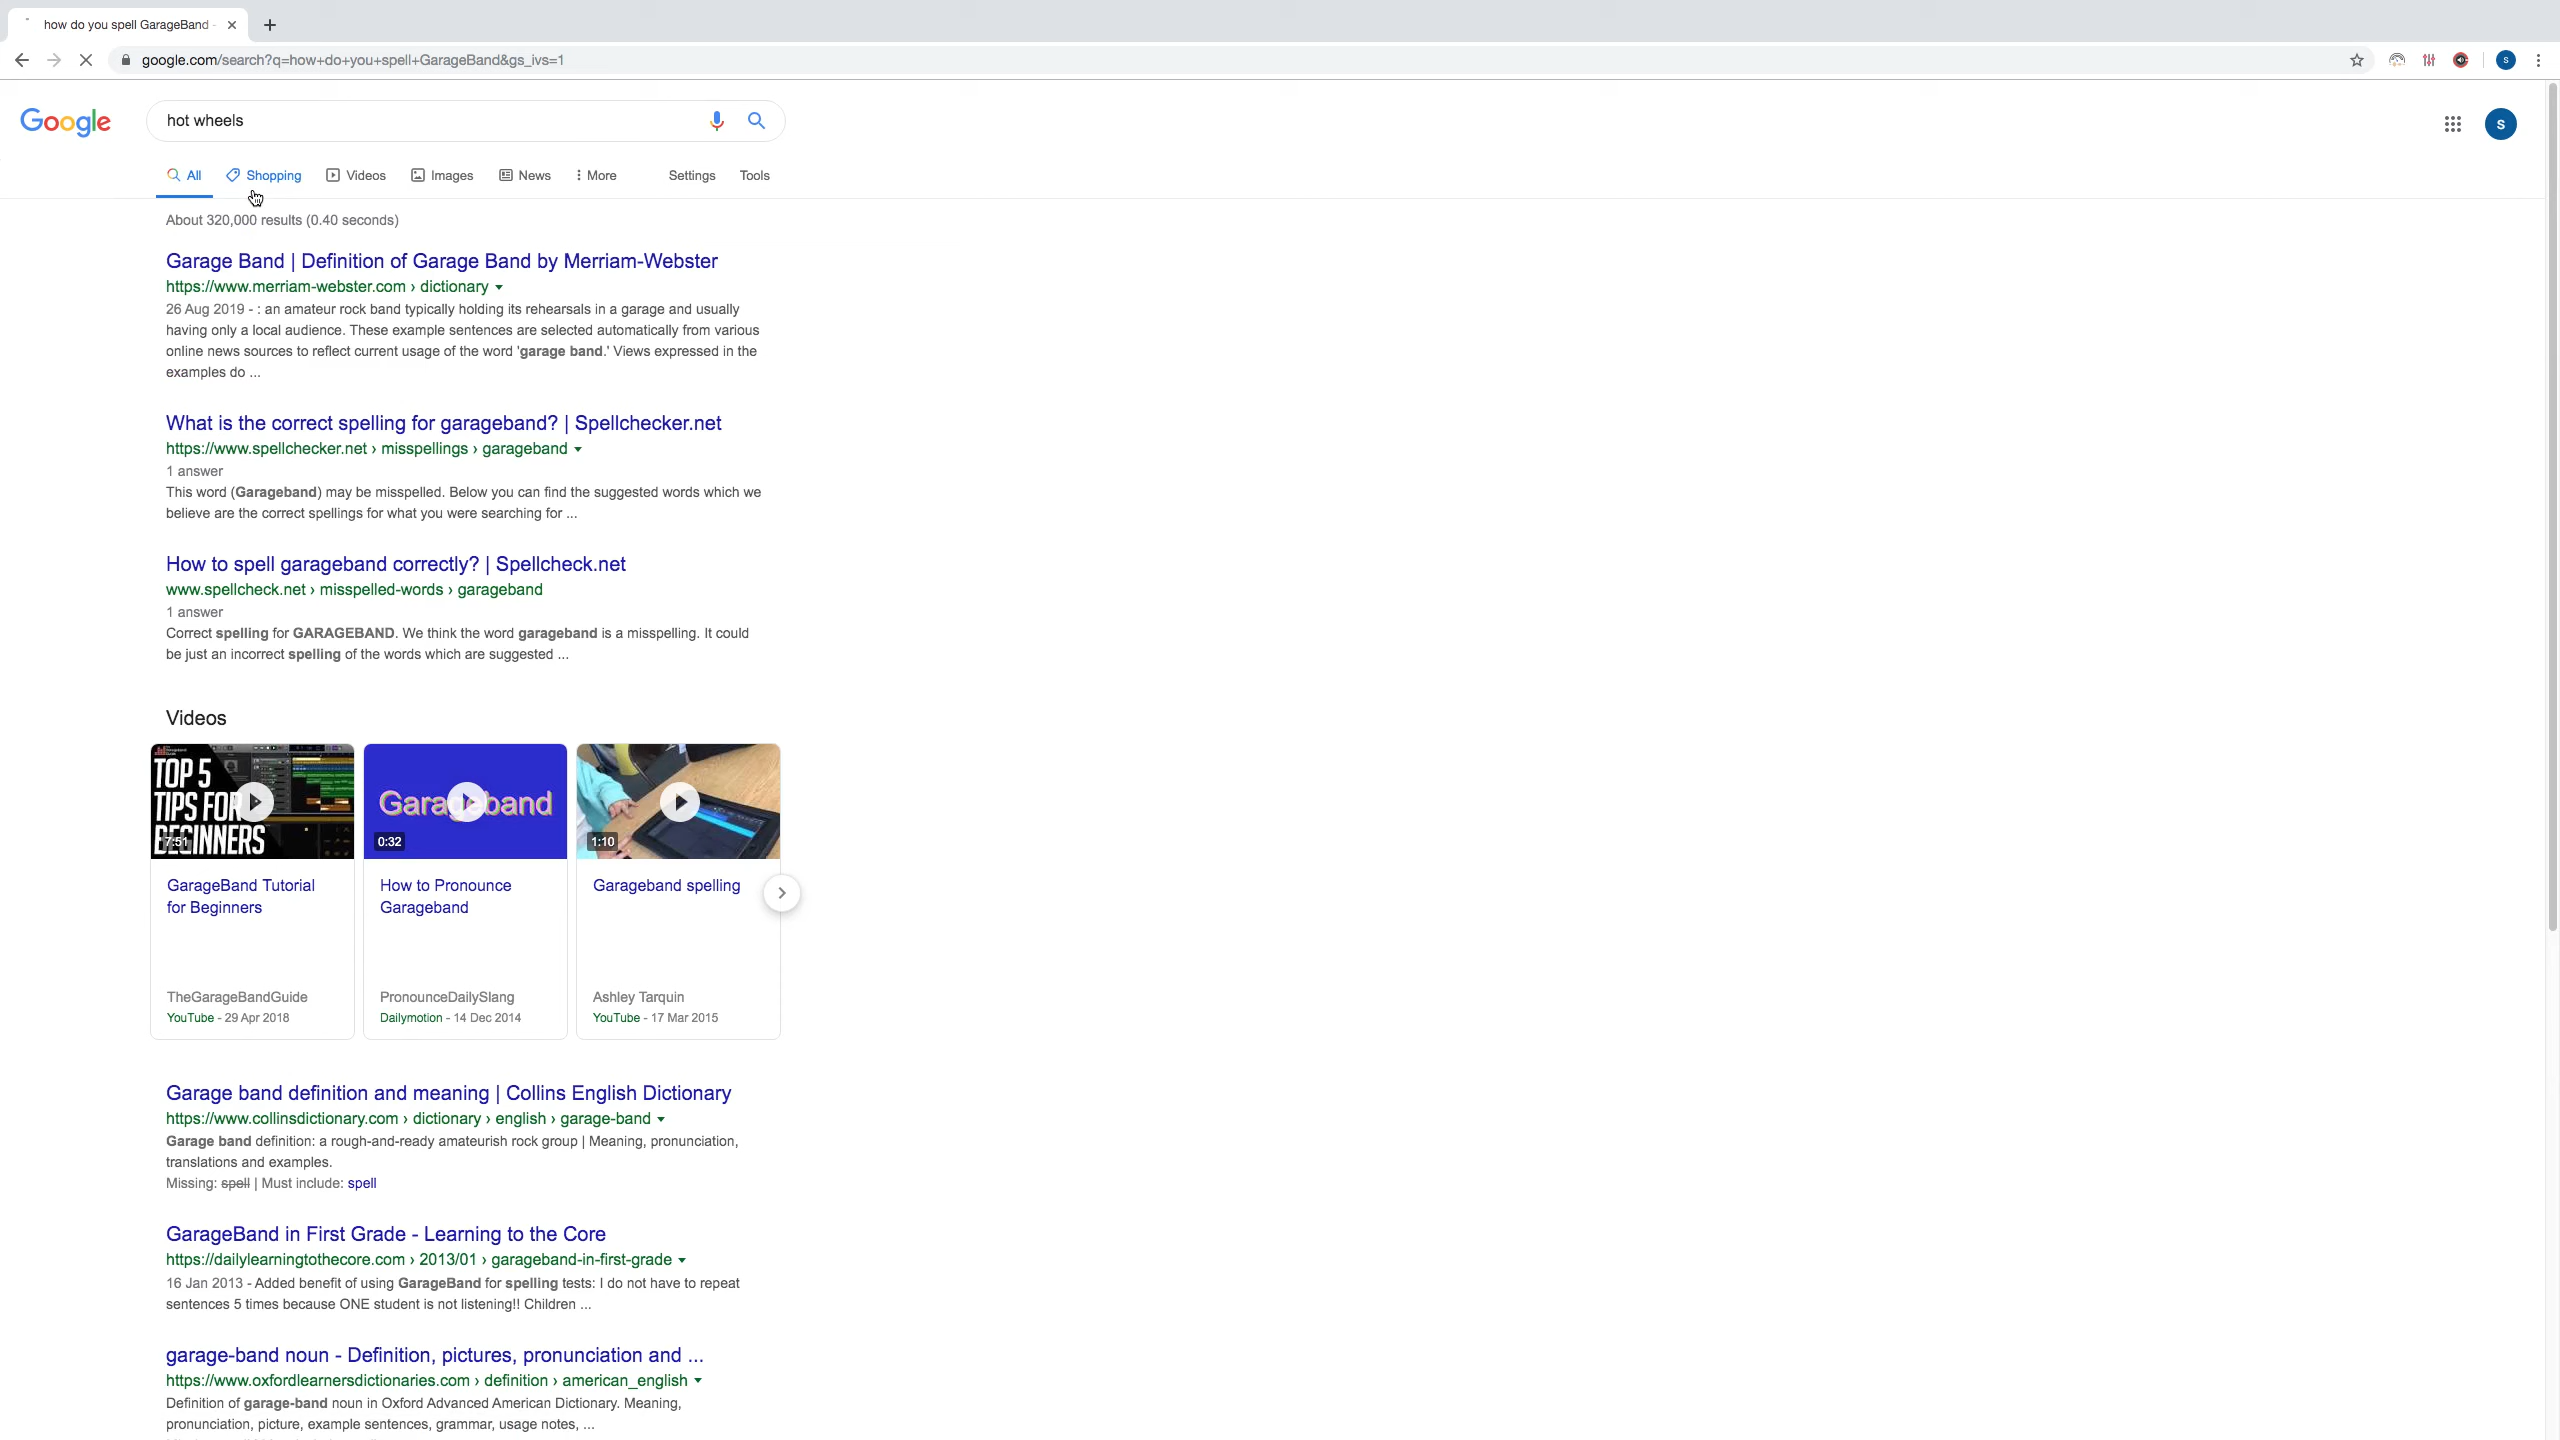 how do you spell GarageBand -
google.com/search?q=how+do+you+spell+GarageBand&gs_ivs=1
S
Google
hot wheels
S
All
Shopping
Videos
Images
News
More
Settings
Tools
About 320,000 results (0.40 seconds)
Garage Band | Definition of Garage Band by Merriam-Webster
https://www.merriam-webster.com › dictionary
26 Aug 2019 - : an amateur rock band typically holding its rehearsals in a garage and usually
having only a local audience. These example sentences are selected automatically from various
online news sources to reflect current usage of the word 'garage band.' Views expressed in the
examples do ...
What is the correct spelling for garageband? | Spellchecker.net
https://www.spellchecker.net › misspellings › garageband
1 answer
This word (Garageband) may be misspelled. Below you can find the suggested words which we
believe are the correct spellings for what you were searching for ...
How to spell garageband correctly? | Spellcheck.net
www.spellcheck.net › misspelled-words › garageband
1 answer
Correct spelling for GARAGEBAND. We think the word garageband is a misspelling. It could
be just an incorrect spelling of the words which are suggested ...
Videos
TOP 5
TIPS FOR
BEGINNERS
7:51
Garageband
0:32
1:10
GarageBand Tutorial
for Beginners
TheGarageBandGuide
YouTube - 29 Apr 2018
How to Pronounce
Garageband
PronounceDailySlang
Dailymotion - 14 Dec 2014
Garageband spelling
Ashley Tarquin
YouTube - 17 Mar 2015
Garage band definition and meaning | Collins English Dictionary
https://www.collinsdictionary.com › dictionary › english › garage-band
Garage band definition: a rough-and-ready amateurish rock group | Meaning, pronunciation,
translations and examples.
Missing: spell | Must include: spell
GarageBand in First Grade - Learning to the Core
https://dailylearningtothecore.com › 2013/01 › garageband-in-first-grade
16 Jan 2013 - Added benefit of using GarageBand for spelling tests: I do not have to repeat
sentences 5 times because ONE student is not listening!! Children ...
garage-band noun - Definition, pictures, pronunciation and ...
https://www.oxfordlearnersdictionaries.com › definition › american_english
Definition of garage-band noun in Oxford Advanced American Dictionary. Meaning,
pronunciation, picture, example sentences, grammar, usage notes, ...